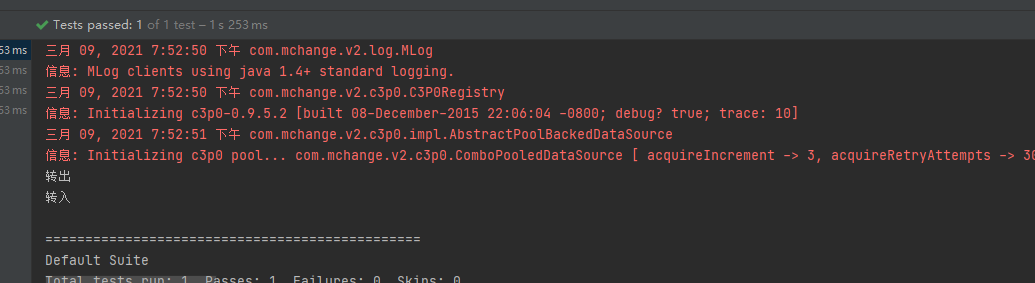 Tests passed: 1 of 1 test – 1 s 253 ms
53 ms 三月 09, 2021 7:52:50 下午 com.mchange.v2.log.MLog
53 ms 信息: MLog clients using java 1.4+ standard logging.
53 ms 三月 09, 2021 7:52:50 下午 com.mchange.v2.c3p0.C3P0Registry
53 ms 信息: Initializing c3p0-0.9.5.2 [built 08-December-2015 22:06:04 -0800; debug? true; trace: 10]
三月 09, 2021 7:52:51 下午 com.mchange.v2.c3p0.impl.AbstractPoolBackedDataSource
信息: Initializing c3p0 pool... com.mchange.v2.c3p0.ComboPooledDataSource [ acquireIncrement -> 3, acquireRetryAttempts -> 30
转出
转入
===============================================
Default Suite
Total tests run: 1, Passes: 1, Failures: 0, Skips: 0